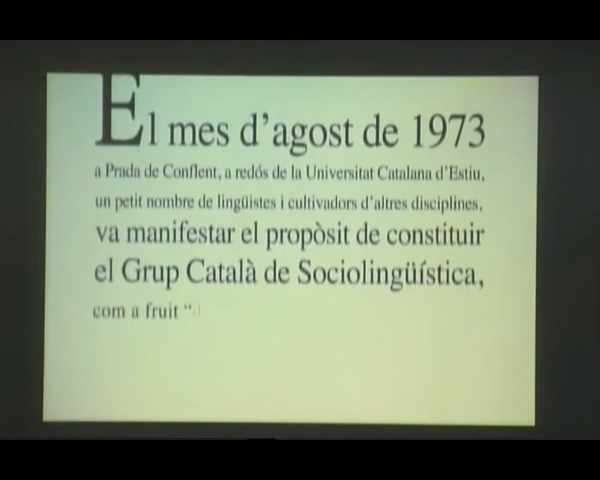 El mes d'agost de 1973
a Prada de Conflent, a redós de la Universitat Catalana d'Estiu,
un petit nombre de lingüistes i cultivadors d'altres disciplines,
va manifestar el propòsit de constituir
el Grup Català de Sociolingüística,
com a fruit “